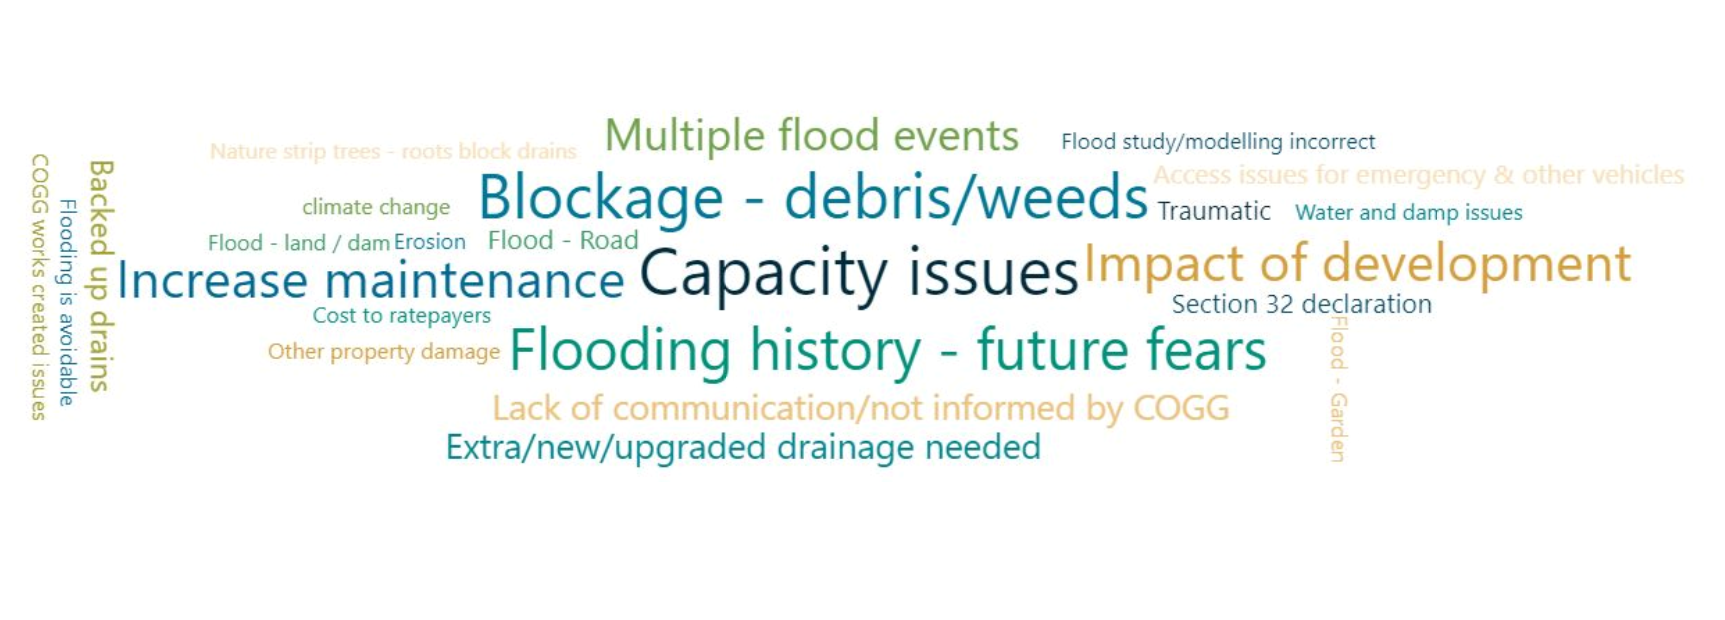 Multiple flood events
Flood study/modelling incorrect
Nature strip trees - roots block drains
Access issues for emergency & other vehicles
Blockage - debris/weeds
climate change
Traumatic
Water and damp issues
Flood - land / dam
Erosion
Flood - Road
Increase maintenance
Capacity issues
Impact of development
Section 32 declaration
Cost to ratepayers
Other property damage
Flooding history - future fears
Lack of communication/not informed by COGG
Extra/new/upgraded drainage needed
COGG works created issues
Flooding is avoidable
Backed up drains
Flood - Garden